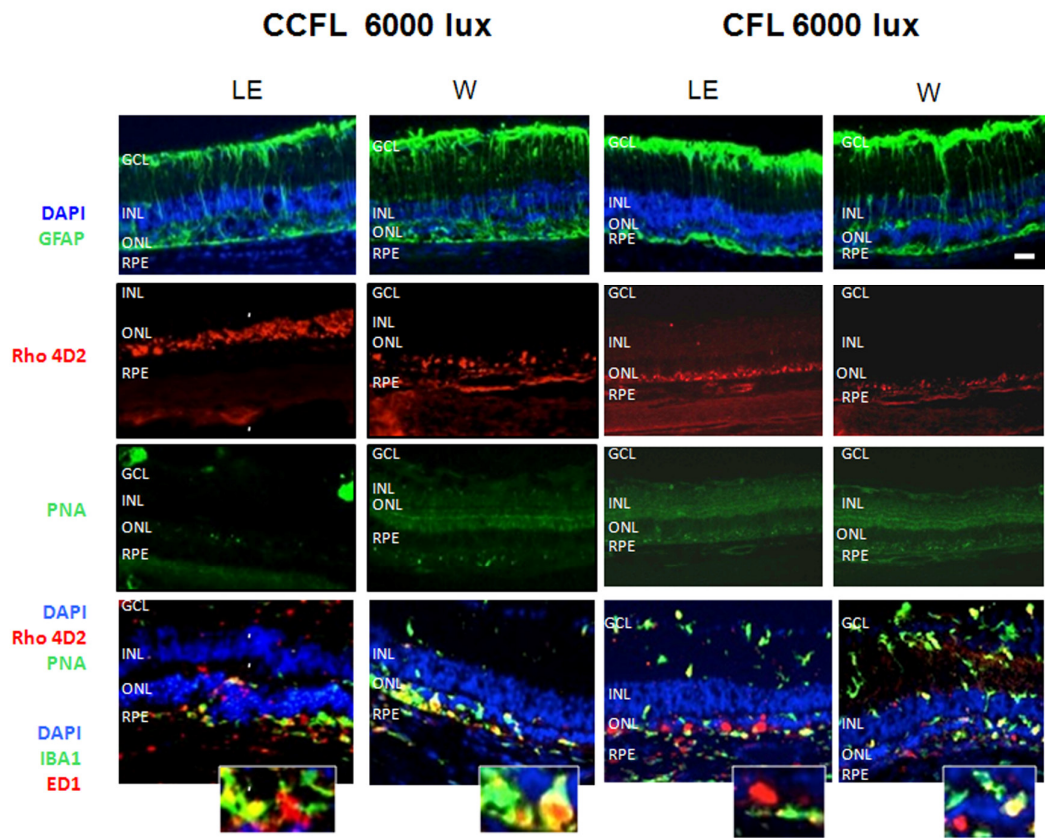 CCFL 6000 lux CFL 6000 lux
LE W LE W
GCL GCL GCL GCL
DAPI INL INL INL INL
GFAP ONL ONL ONL ONL
RPE RPE RPE RPE
INL GCL GCL GCL
ONL INL INL INL
Rho 4D2 ONL ONL ONL
RPE RPE RPE RPE
GCL GCL GCL GCL
INL INL INL INL
PNA ONL ONL ONL ONL
RPE RPE RPE RPE
DAPI GCL GCL GCL
Rho 4D2
PNA INL INL INL INL
ONL ONL ONL ONL
DAPI RPE RPE RPE RPE
IBA1
ED1